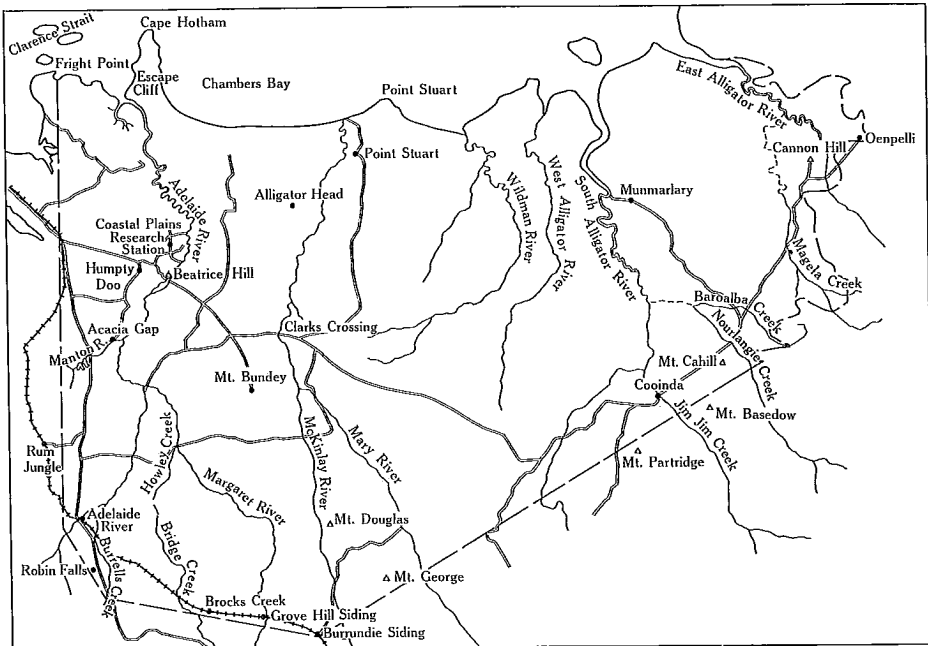 Clarence Strait
Cape Hotham
Fright Point
Escape
Cliff
Chambers Bay
Point Stuart
East Alligator River
Oenpelli
Cannon Hill
Point Stuart
Adelaide River
Alligator Head
Wildman River
West Alligator River
South Alligator River
Munmarlary
Coastal Plains
Research
Station
Humpty
Doo
Beatrice Hill
Magela Creek
Baroalba Creek
Nourlangie Creek
Acacia Gap
Manton R.
Clarks Crossing
Mt. Bundey
Mt. Cahill
Cooinda
Mt. Basedow
Jim Jim Creek
Mt. Partridge
Rum
Jungle
Howley Creek
Margaret River
McKinlay River
Mary River
Adelaide
River
Mt. Douglas
Robin Falls
Burrells Creek
Bridge Creek
Mt. George
Brocks Creek
Grove Hill Siding
Burrundie Siding